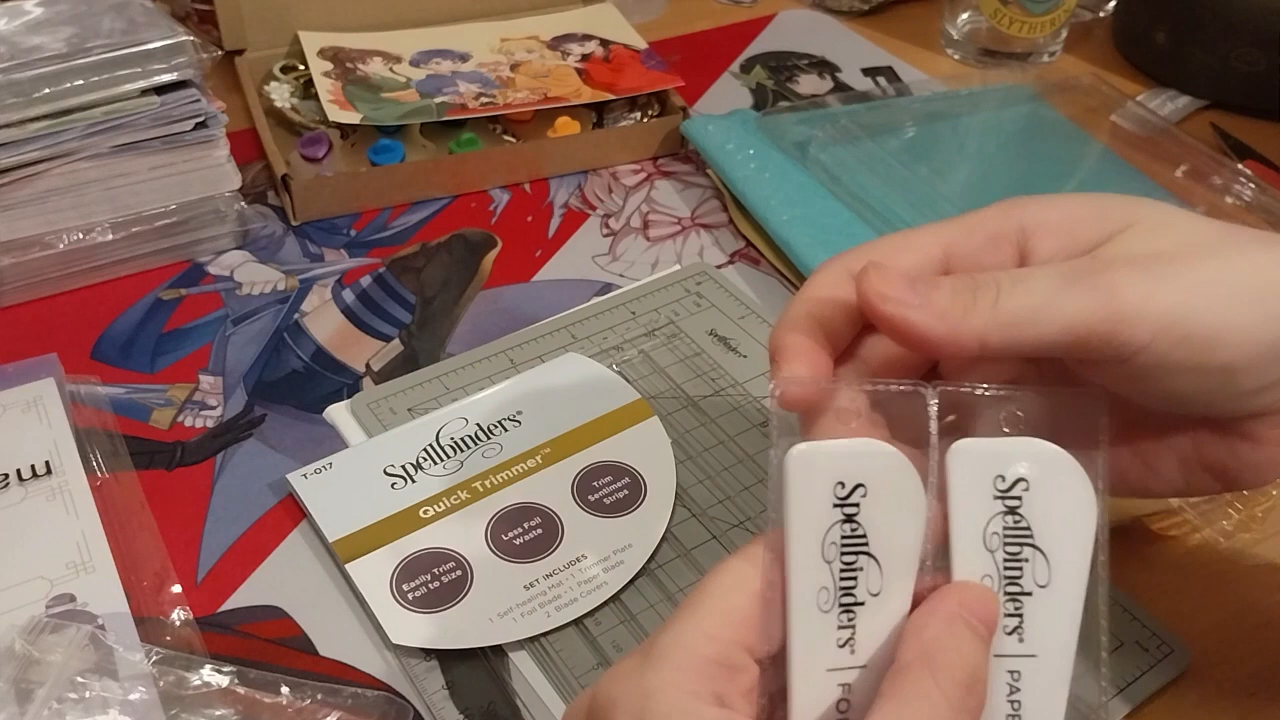 SLYTHERIN
Spellbinders
T-017
Spellbinders®
Quick Trimmer™
Easily Trim
Foil to Size
Less Foil
Waste
Trim
Sentiment
Strips
SET INCLUDES
1 Self-healing Mat • 1 Trimmer Plate
1 Foil Blade • 1 Paper Blade
2 Blade Covers
Spellbinders® | FO
Spellbinders® | PAPE
ma